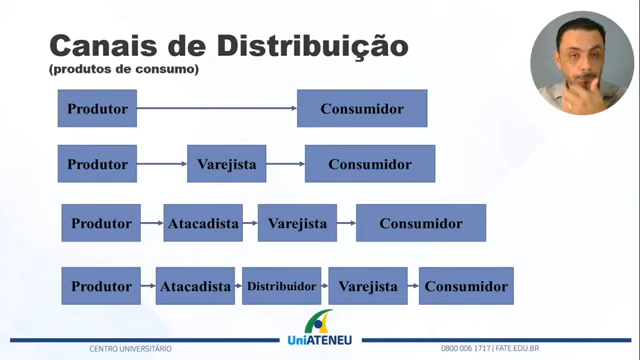 Canais de Distribuição
(produtos de consumo)
Produtor Consumidor
Produtor Varejista Consumidor
Produtor Atacadista Varejista Consumidor
Produtor Atacadista Distribuidor Varejista Consumidor
UniATENEU
CENTRO UNIVERSITÁRIO
0800 006 1717 | FATE.EDU.BR